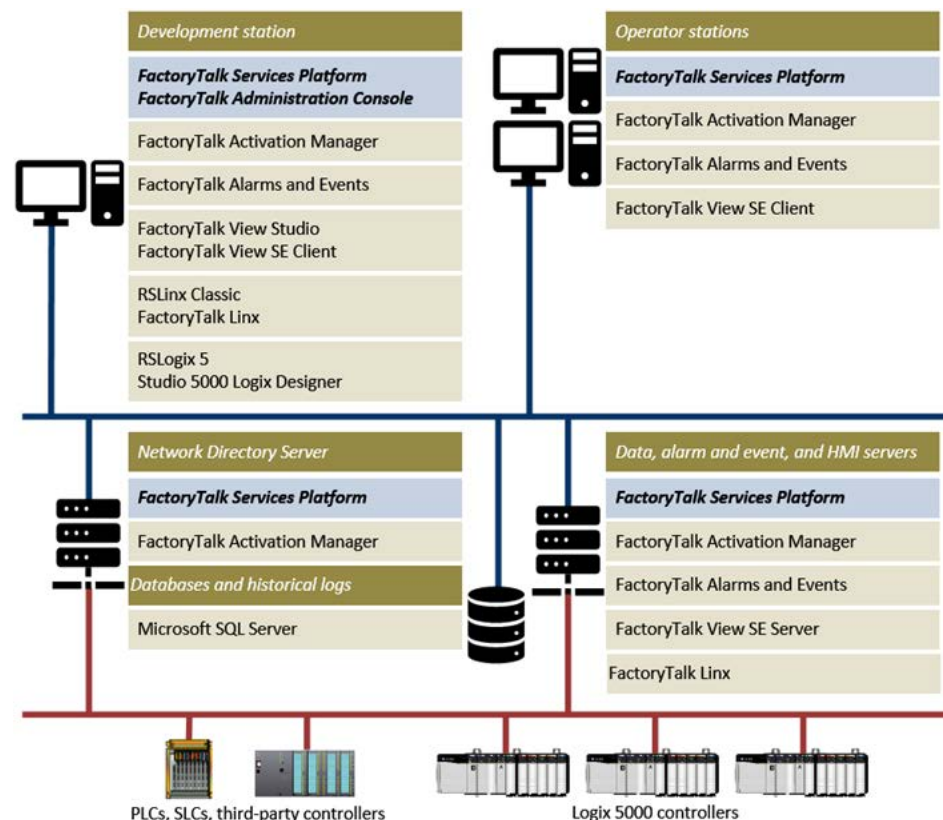 Development station
FactoryTalk Services Platform
FactoryTalk Administration Console
FactoryTalk Activation Manager
FactoryTalk Alarms and Events
FactoryTalk View Studio
FactoryTalk View SE Client
RSLinx Classic
FactoryTalk Linx
RSLogix 5
Studio 5000 Logix Designer
Operator stations
FactoryTalk Services Platform
FactoryTalk Activation Manager
FactoryTalk Alarms and Events
FactoryTalk View SE Client
Network Directory Server
FactoryTalk Services Platform
FactoryTalk Activation Manager
Databases and historical logs
Microsoft SQL Server
Data, alarm and event, and HMI servers
FactoryTalk Services Platform
FactoryTalk Activation Manager
FactoryTalk Alarms and Events
FactoryTalk View SE Server
FactoryTalk Linx
PLCs, SLCs, third-party controllers
Logix 5000 controllers